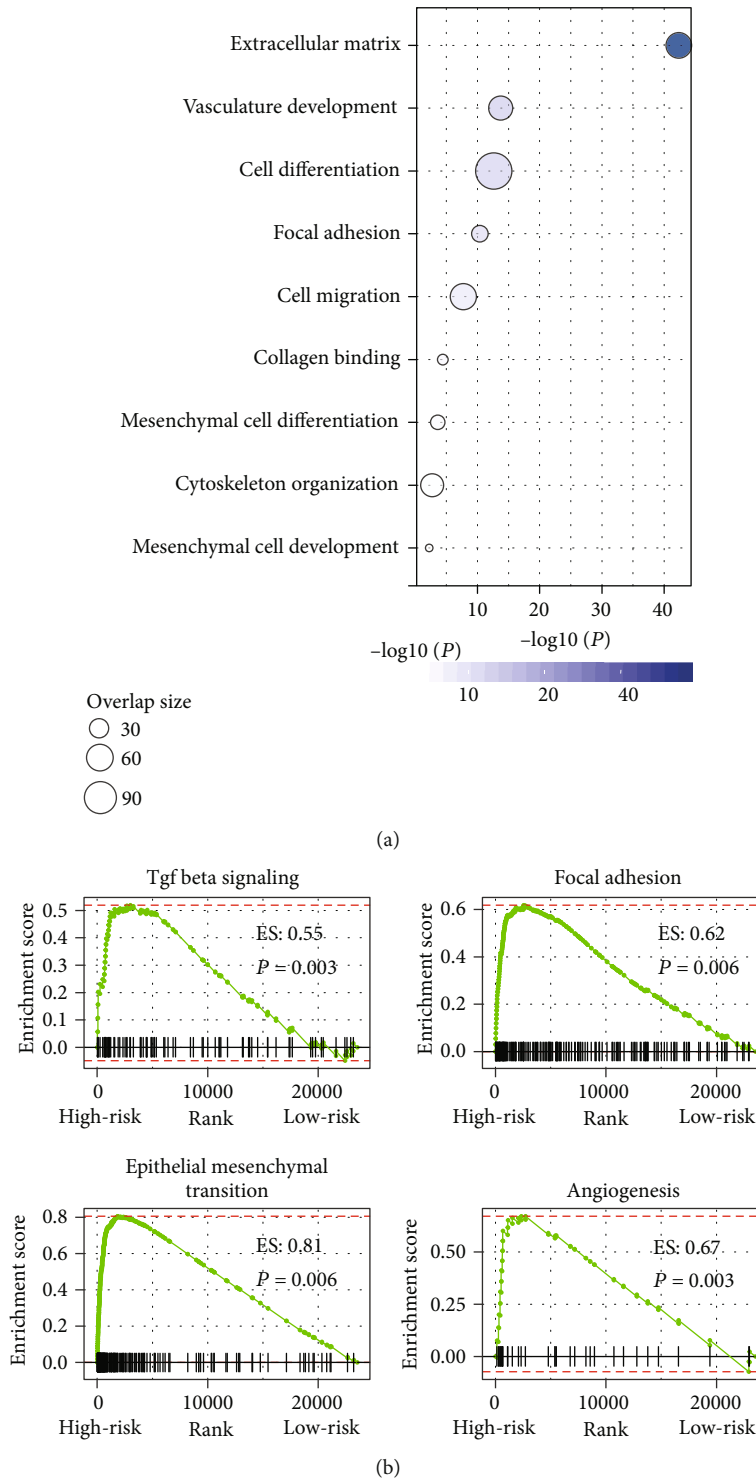 Extracellular matrix
Vasculature development
Cell differentiation
Focal adhesion
Cell migration
Collagen binding
Mesenchymal cell differentiation
Cytoskeleton organization
Mesenchymal cell development
10 20 30 40
–log10 (P)
–log10 (P)
10 20 40
Overlap size
30
60
90
(a)
Tgf beta signaling
Enrichment score
0.5
0.4
0.3
0.2
0.1
0.0
ES: 0.55
P = 0.003
0 10000 20000
High-risk Rank Low-risk
Focal adhesion
Enrichment score
0.6
0.4
0.2
0.0
ES: 0.62
P = 0.006
0 10000 20000
High-risk Rank Low-risk
Epithelial mesenchymal
transition
Enrichment score
0.8
0.6
0.4
0.2
0.0
ES: 0.81
P = 0.006
0 10000 20000
High-risk Rank Low-risk
Angiogenesis
Enrichment score
0.50
0.25
0.00
ES: 0.67
P = 0.003
0 10000 20000
High-risk Rank Low-risk
(b)